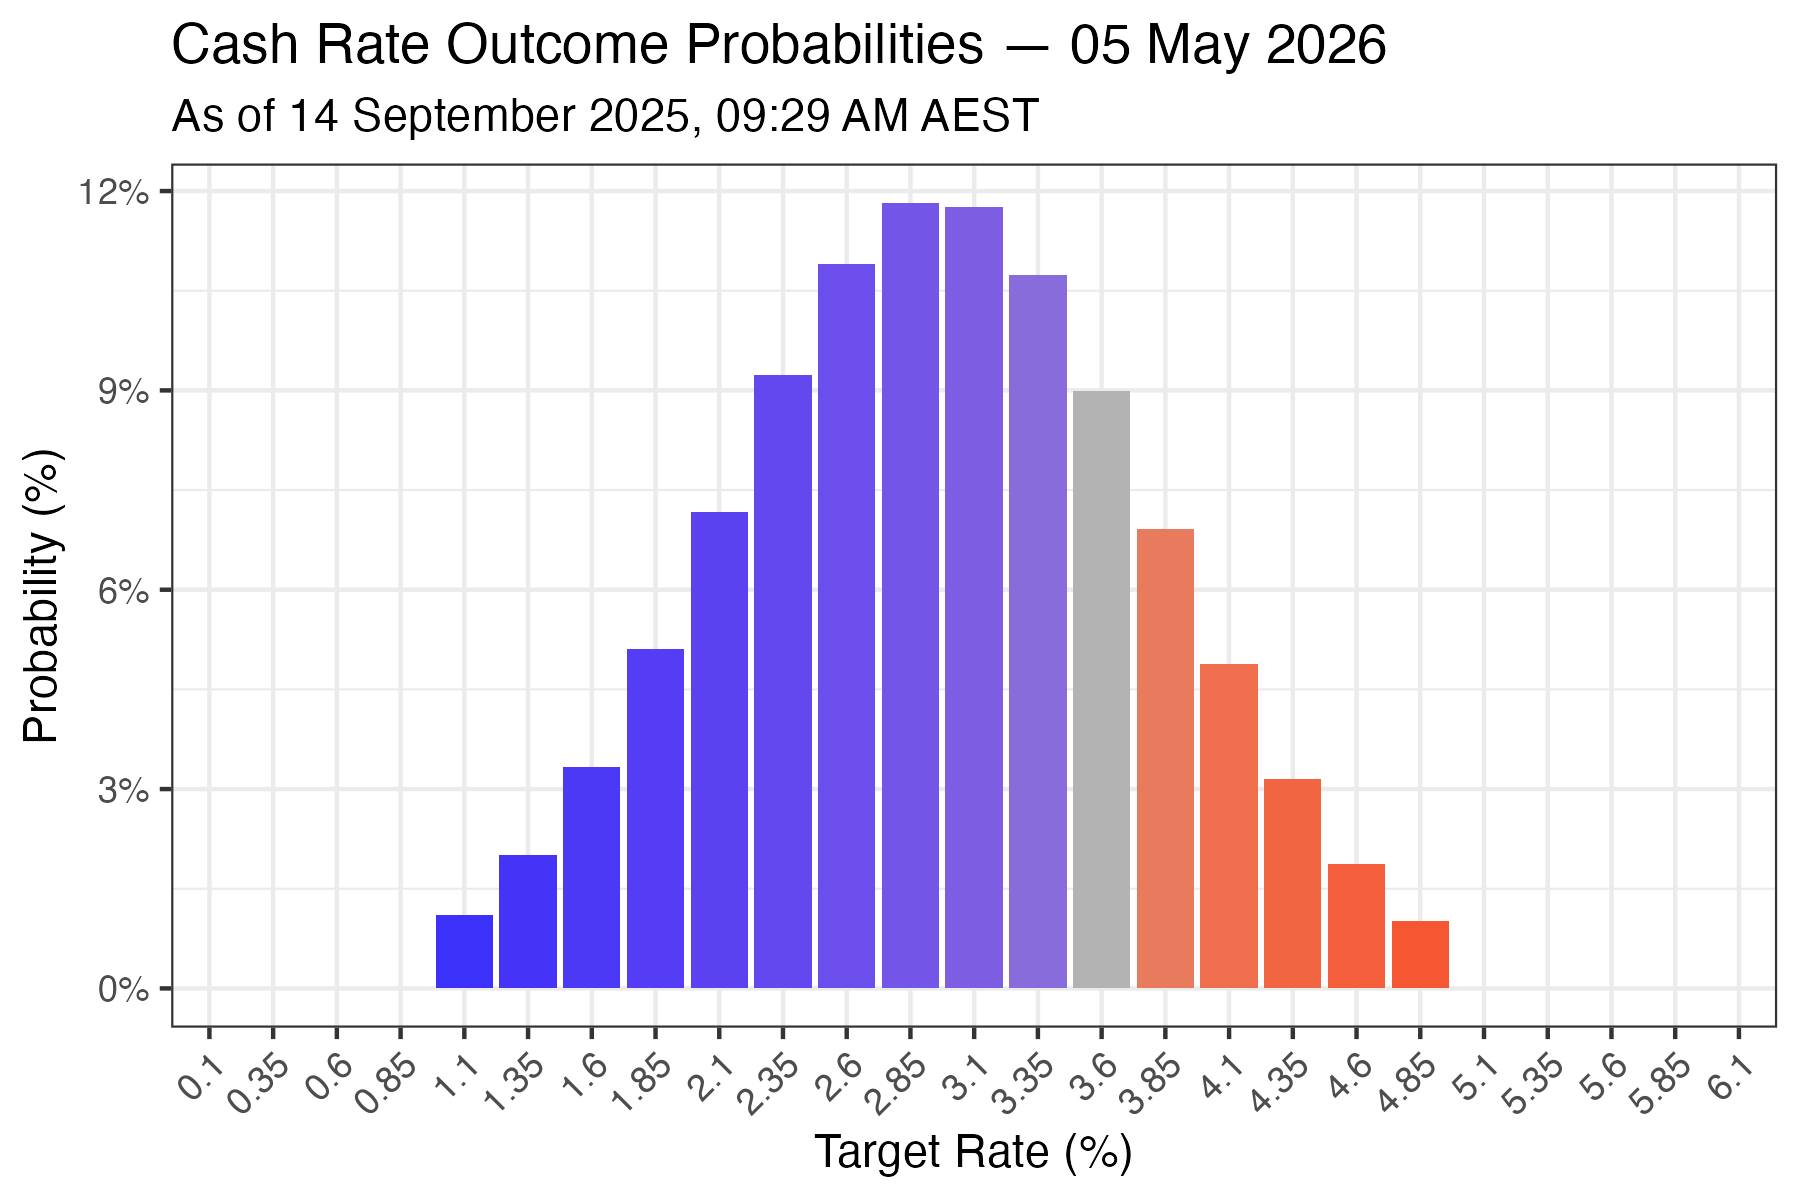 Cash Rate Outcome Probabilities — 05 May 2026
As of 14 September 2025, 09:29 AM AEST
Probability (%)
12%
9%
6%
3%
0%
0.1 0.35 0.6 0.85 1.1 1.35 1.6 1.85 2.1 2.35 2.6 2.85 3.1 3.35 3.6 3.85 4.1 4.35 4.6 4.85 5.1 5.35 5.6 5.85 6.1
Target Rate (%)